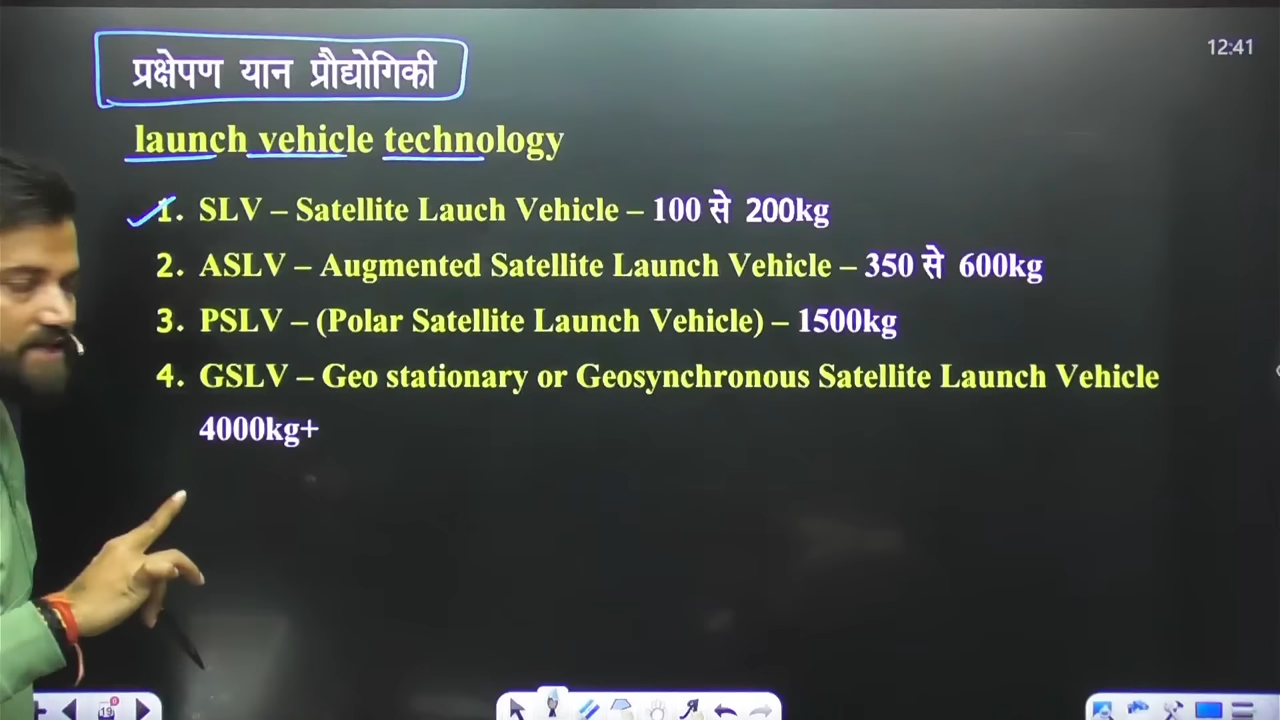 12:41
प्रक्षेपण यान प्रौद्योगिकी
launch vehicle technology
1. SLV – Satellite Lauch Vehicle – 100 से 200kg
2. ASLV – Augmented Satellite Launch Vehicle – 350 से 600kg
3. PSLV – (Polar Satellite Launch Vehicle) – 1500kg
4. GSLV – Geo stationary or Geosynchronous Satellite Launch Vehicle
4000kg+
19